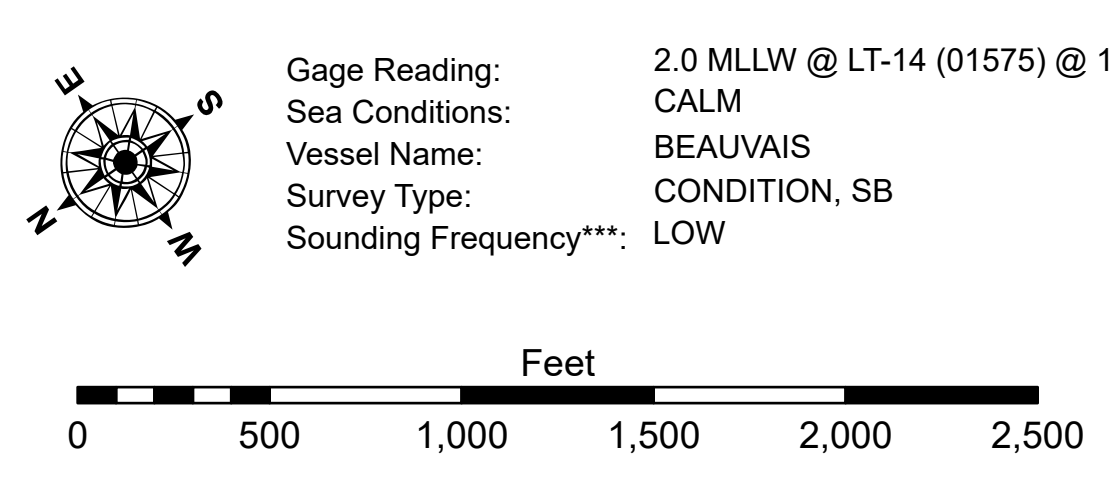 E
S
N
W
Gage Reading: 2.0 MLLW @ LT-14 (01575) @ 1
Sea Conditions: CALM
Vessel Name: BEAUVAIS
Survey Type: CONDITION, SB
Sounding Frequency***: LOW
Feet
0 500 1,000 1,500 2,000 2,500